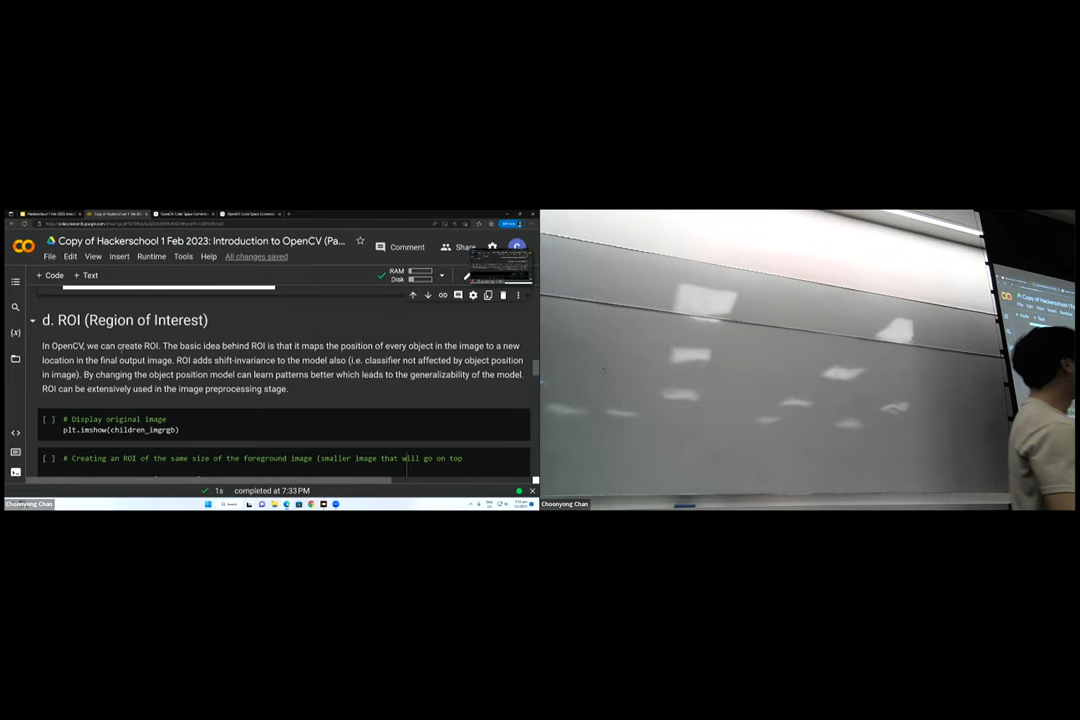 Copy of Hackerschool 1 Feb 2023: Introduction to OpenCV (Pa...
Comment
Share
File Edit View Insert Runtime Tools Help All changes saved
+ Code + Text
RAM
Disk
d. ROI (Region of Interest)
In OpenCV, we can create ROI. The basic idea behind ROI is that it maps the position of every object in the image to a new
location in the final output image. ROI adds shift-invariance to the model also (i.e. classifier not affected by object position
in image). By changing the object position model can learn patterns better which leads to the generalizability of the model.
ROI can be extensively used in the image preprocessing stage.
[ ] # Display original image
plt.imshow(children_imgrgb)
[ ] # Creating an ROI of the same size of the foreground image (smaller image that will go on top
1s completed at 7:33 PM
Choonyong Chan
Choonyong Chan